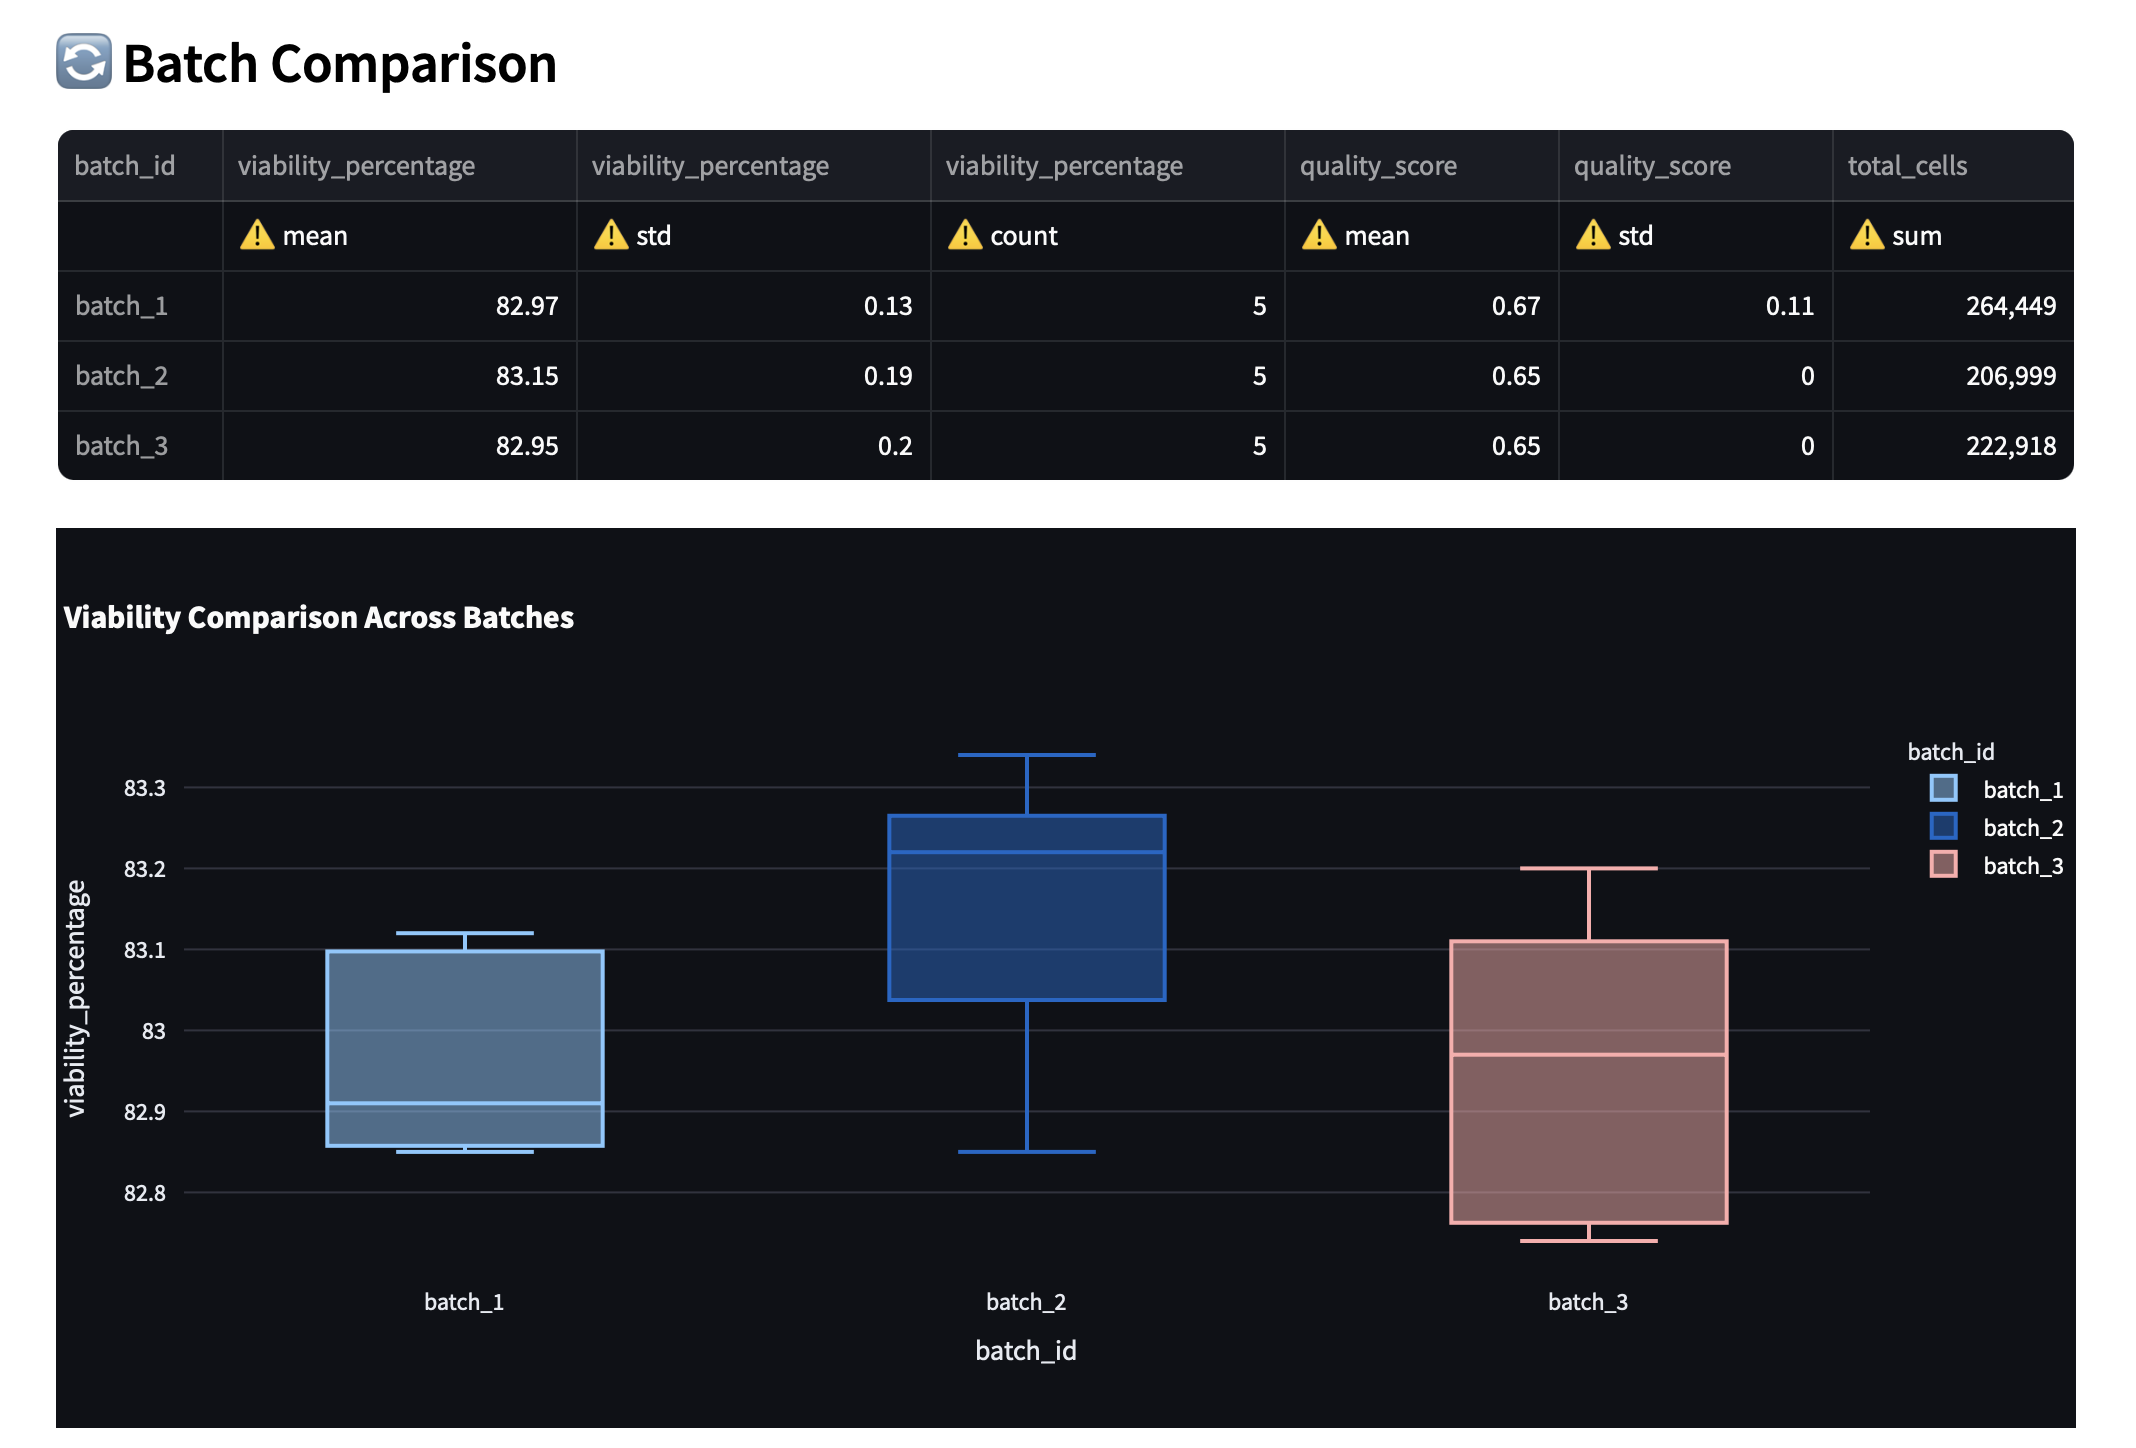 Batch Comparison
batch_id viability_percentage viability_percentage viability_percentage quality_score quality_score total_cells
mean std count mean std sum
batch_1 82.97 0.13 5 0.67 0.11 264,449
batch_2 83.15 0.19 5 0.65 0 206,999
batch_3 82.95 0.2 5 0.65 0 222,918
Viability Comparison Across Batches
batch_id
batch_1
batch_2
batch_3
83.3
83.2
83.1
83
82.9
82.8
viability_percentage
batch_1 batch_2 batch_3
batch_id